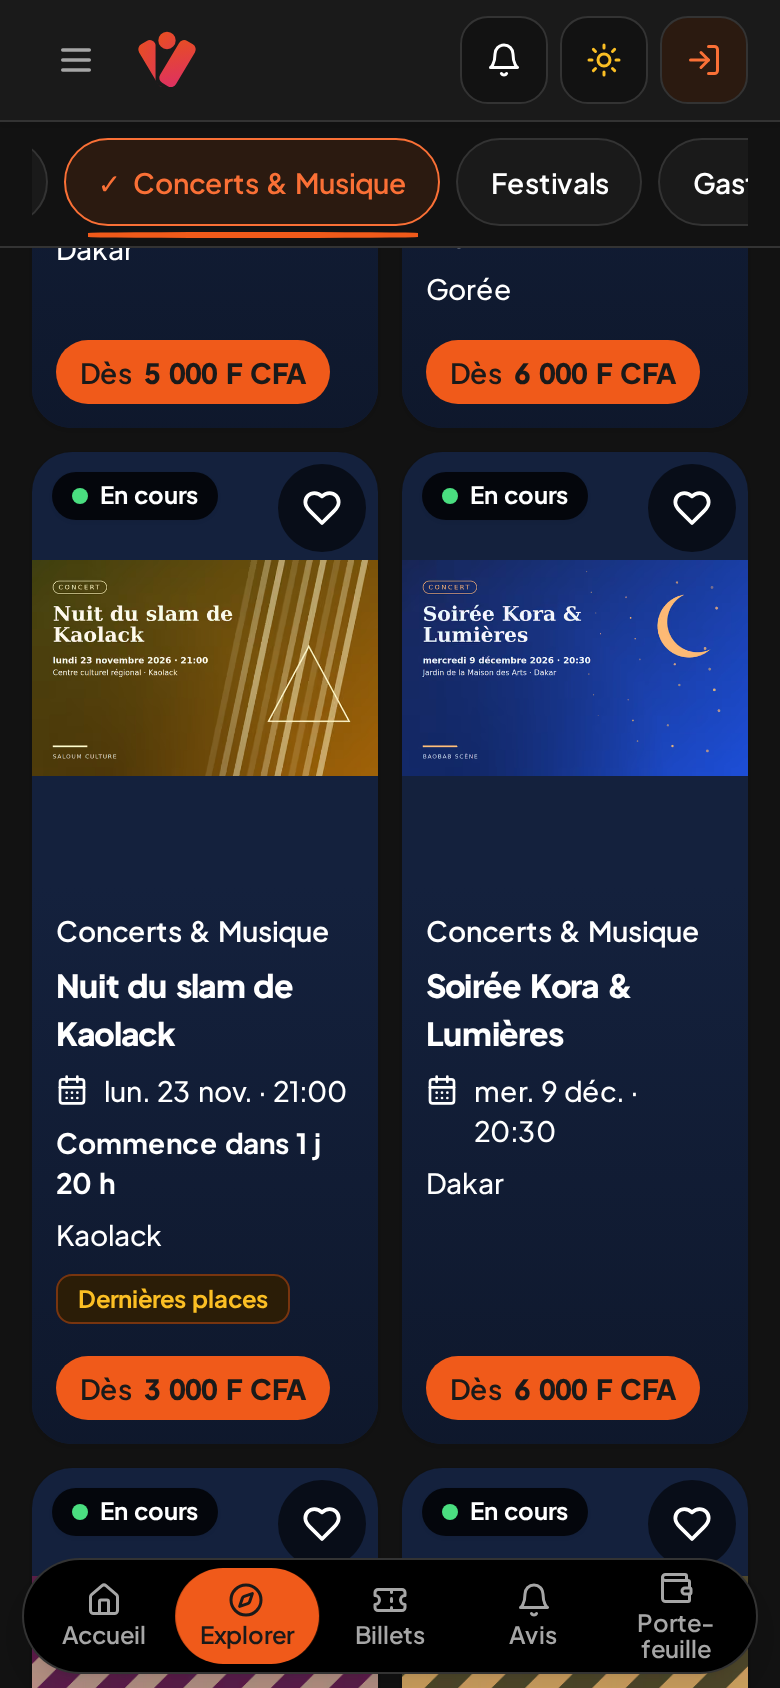 ✓ Concerts & Musique
Festivals
Gast
Dakar
Gorée
Dès 5 000 F CFA
Dès 6 000 F CFA
En cours
CONCERT
Nuit du slam de
Kaolack
lundi 23 novembre 2026 · 21:00
Centre culturel régional · Kaolack
SALOUM CULTURE
Concerts & Musique
Nuit du slam de
Kaolack
lun. 23 nov. · 21:00
Commence dans 1 j
20 h
Kaolack
Dernières places
Dès 3 000 F CFA
En cours
CONCERT
Soirée Kora &
Lumières
mercredi 9 décembre 2026 · 20:30
Jardin de la Maison des Arts · Dakar
BAOBAB SCÈNE
Concerts & Musique
Soirée Kora &
Lumières
mer. 9 déc. ·
20:30
Dakar
Dès 6 000 F CFA
En cours
En cours
Accueil
Explorer
Billets
Avis
Porte-
feuille